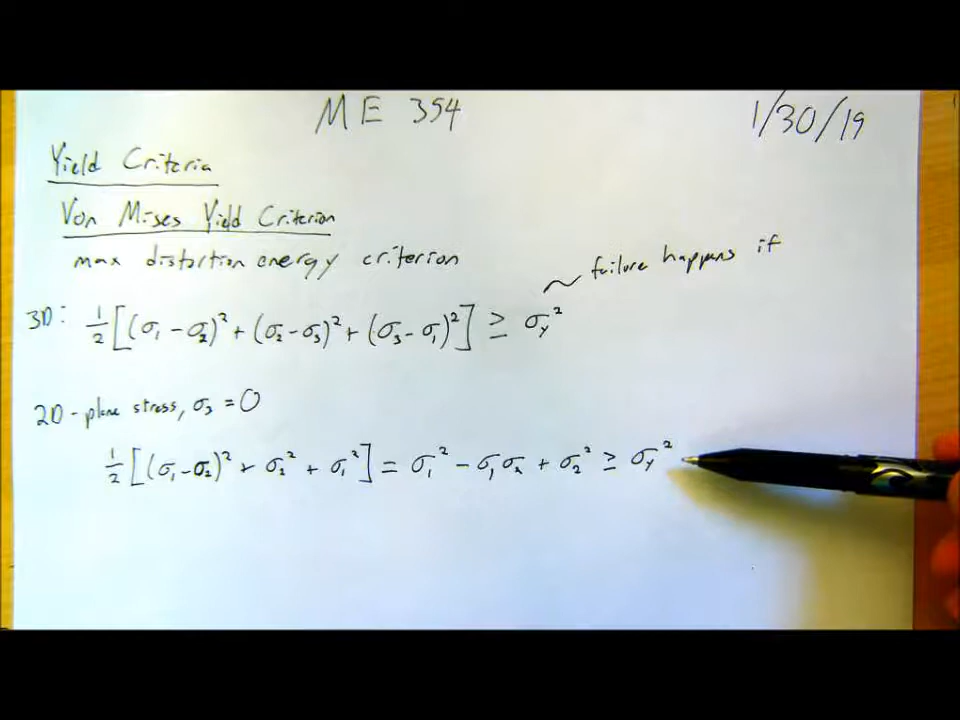 ME 354
1/30/19
Yield Criteria
Von Mises Yield Criterion
max distortion energy criterion
failure happens if
3D: 1/2[(σ₁ - σ₂)² + (σ₂ - σ₃)² + (σ₃ - σ₁)²] ≥ σ_Y²
2D - plane stress, σ₃ = 0
1/2[(σ₁ - σ₂)² + σ₂² + σ₁²] = σ₁² - σ₁σ₂ + σ₂² ≥ σ_Y²